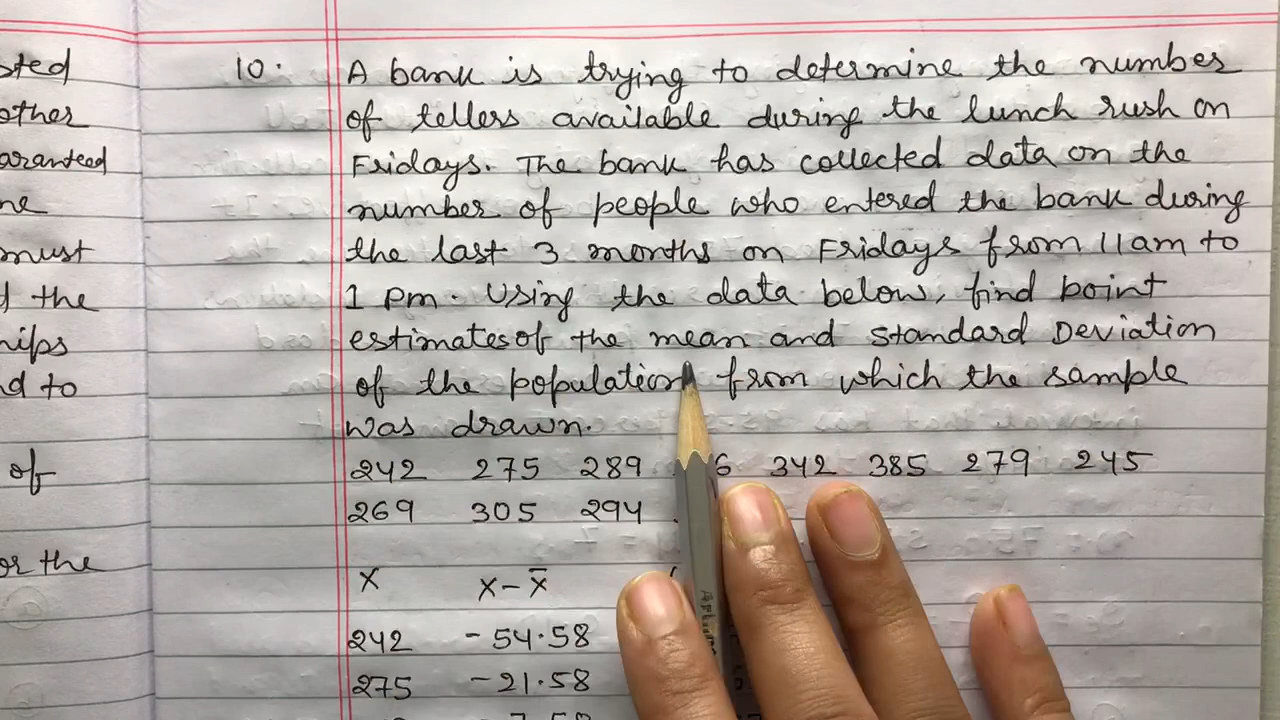 sted
other
aranteed
ne
must
d the
hips
nd to
of
or the
10. A bank is trying to determine the number
of tellers available during the lunch rush on
Fridays. The bank has collected data on the
number of people who entered the bank during
the last 3 months on Fridays from 11am to
1 pm. Using the data below, find point
estimates of the mean and Standard Deviation
of the population from which the sample
was drawn.
242 275 289 6 342 385 279 245
269 305 294
x x - x̄
242 - 54.58
275 - 21.58